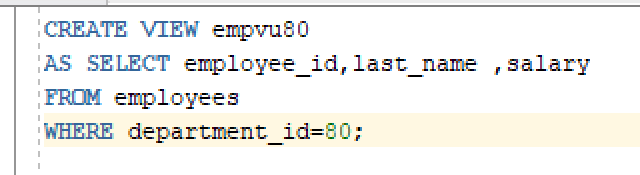 CREATE VIEW empvu80
AS SELECT employee_id,last_name ,salary
FROM employees
WHERE department_id=80;